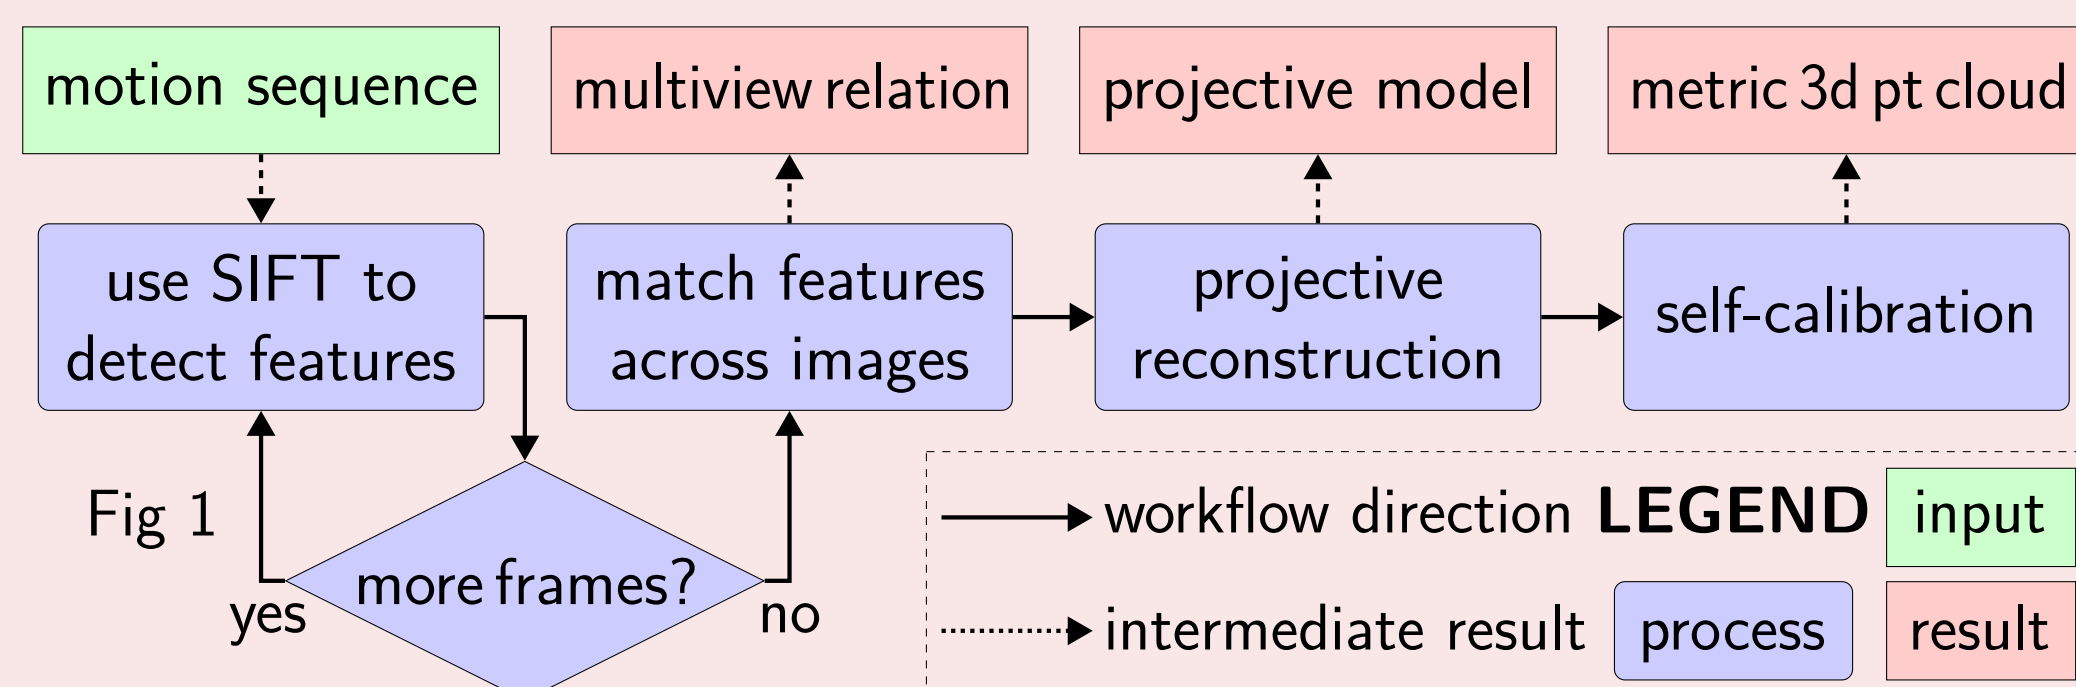 motion sequence
multiview relation
projective model
metric 3d pt cloud
use SIFT to
detect features
match features
across images
projective
reconstruction
self-calibration
Fig 1
more frames?
yes
no
workflow direction LEGEND input
intermediate result process result